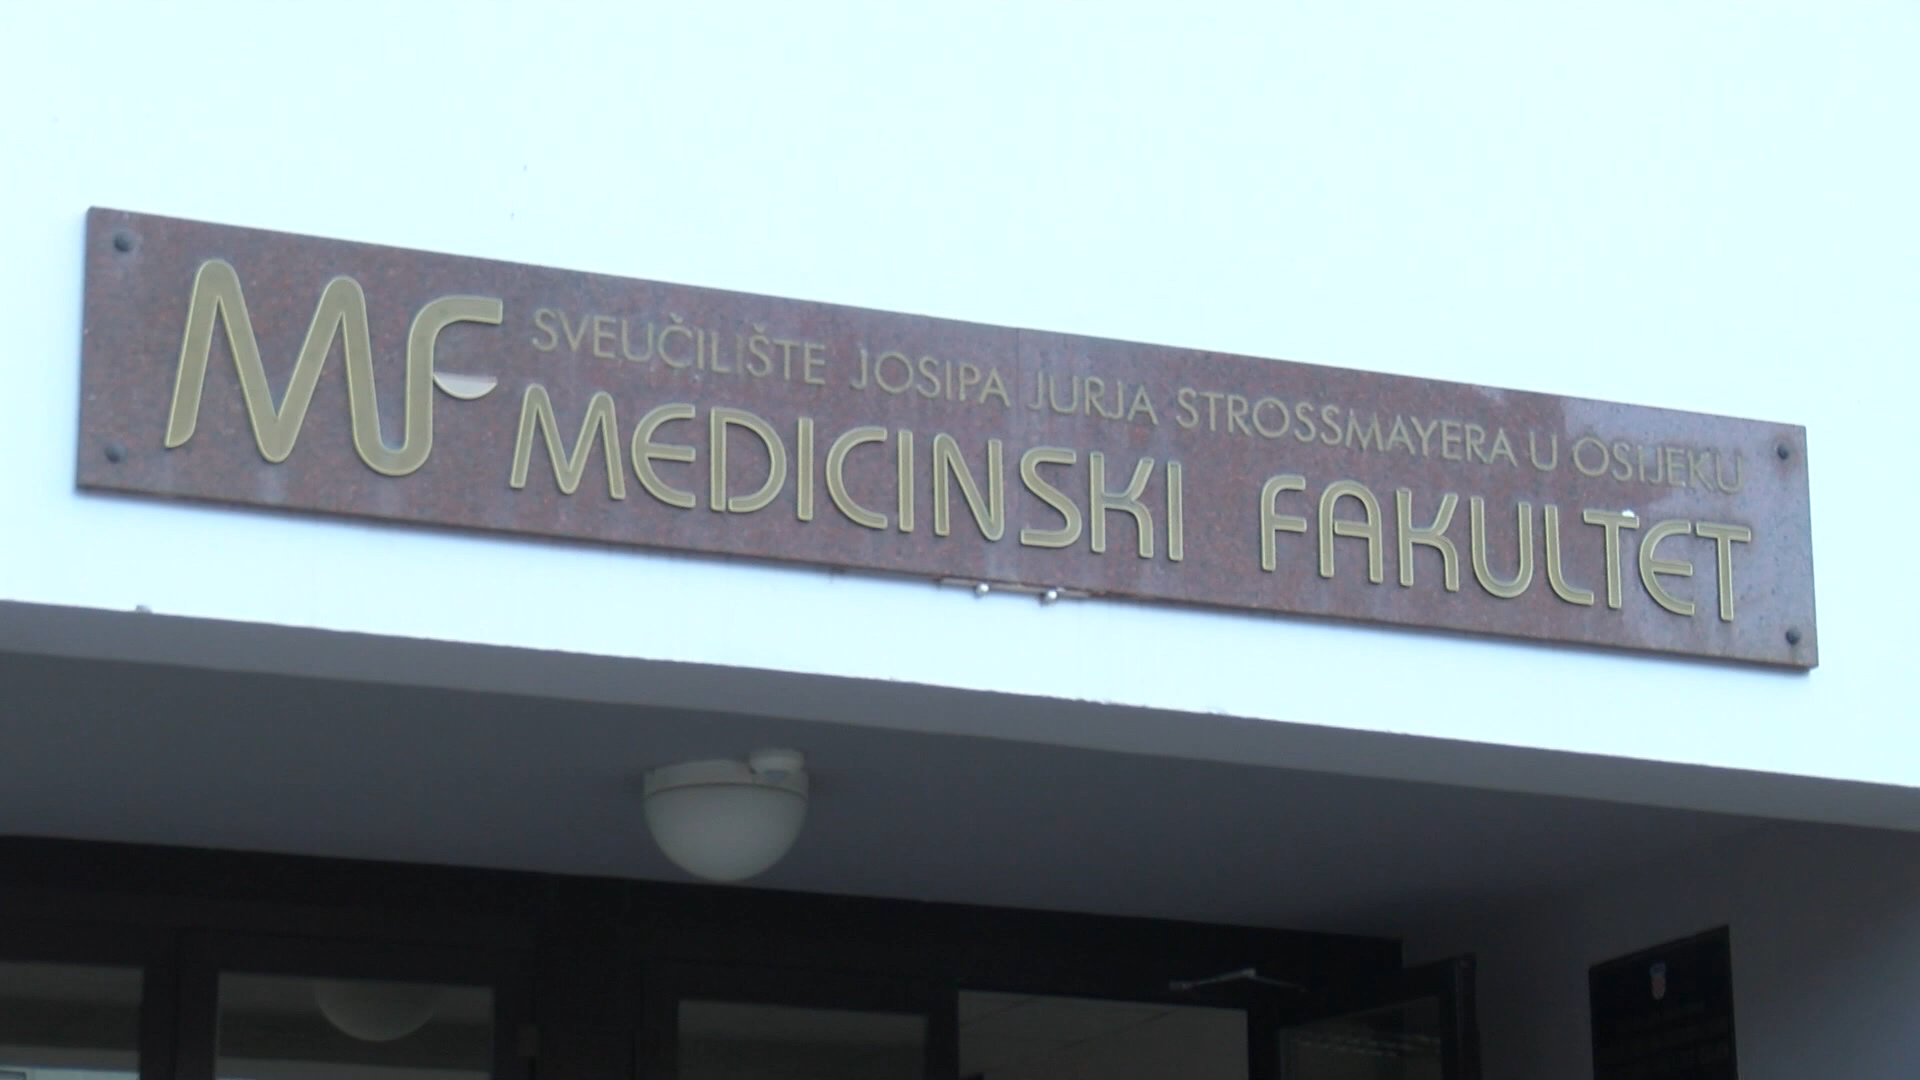 MF
SVEUČILIŠTE JOSIPA JURJA STROSSMAYERA U OSIJEKU
MEDICINSKI FAKULTET